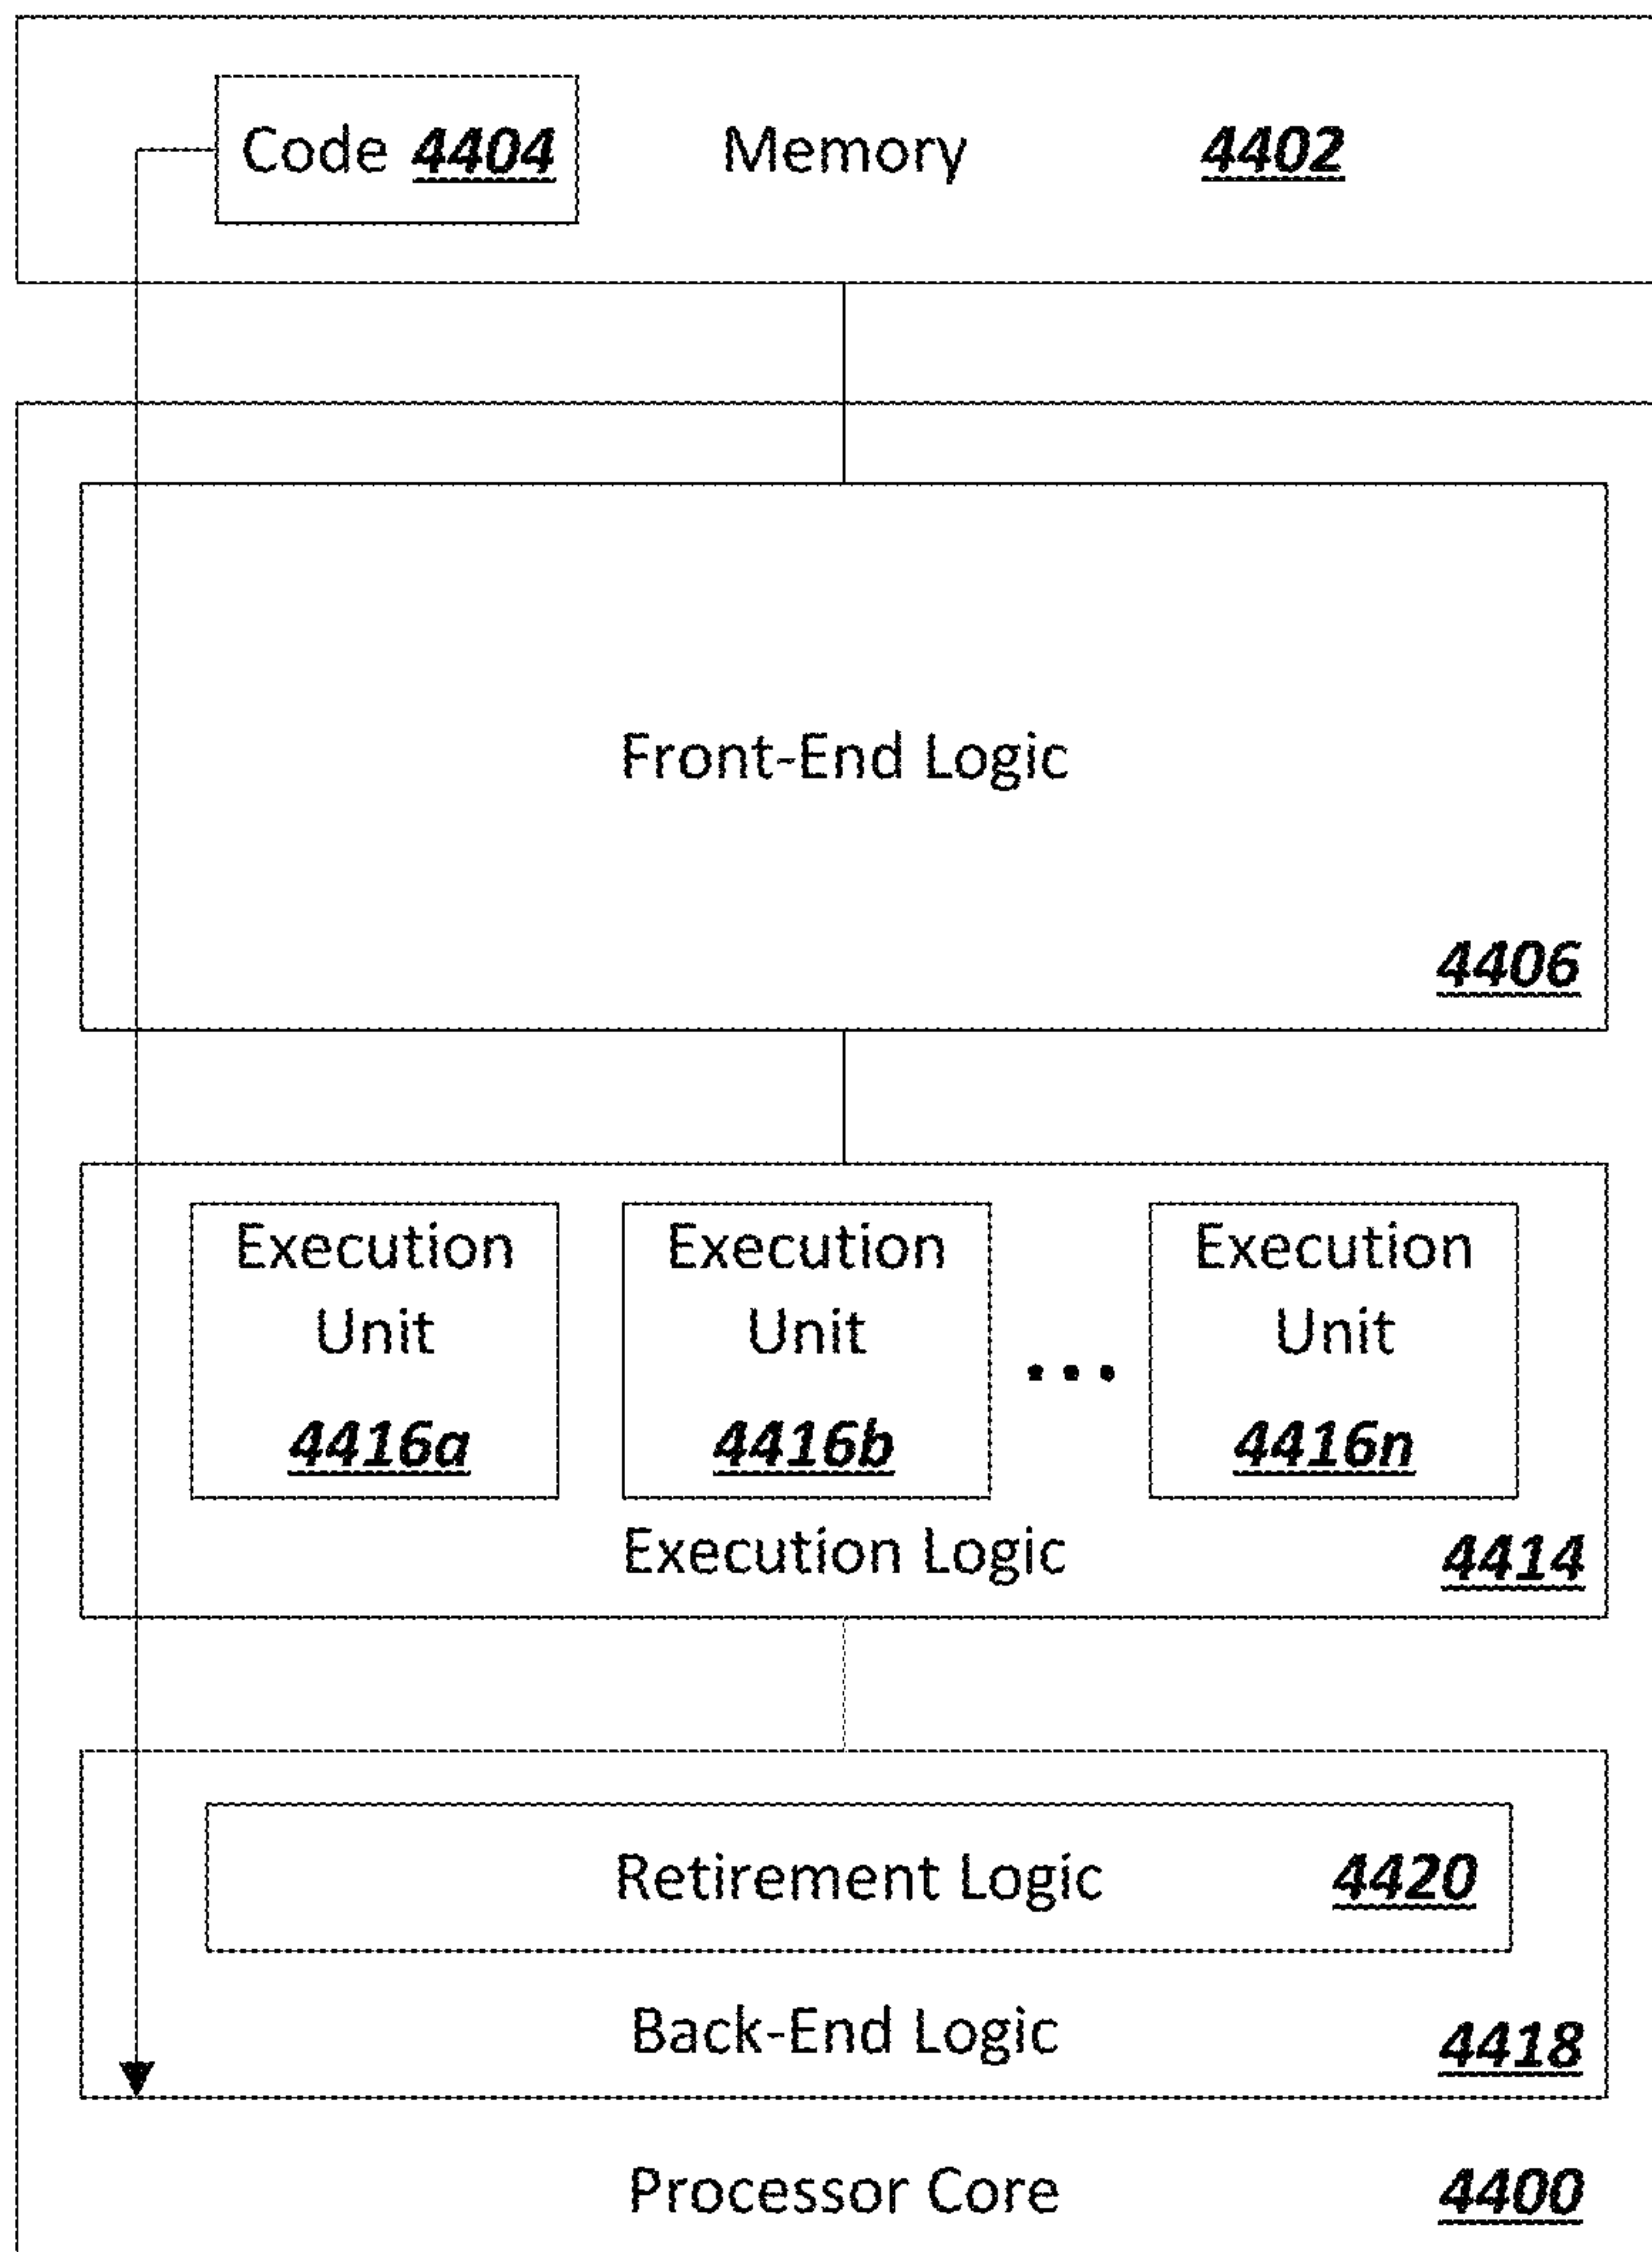 Code 4404 Memory 4402
Front-End Logic
4406
Execution Execution Execution
Unit Unit Unit
...
4416a 4416b 4416n
Execution Logic 4414
Retirement Logic 4420
Back-End Logic 4418
Processor Core 4400